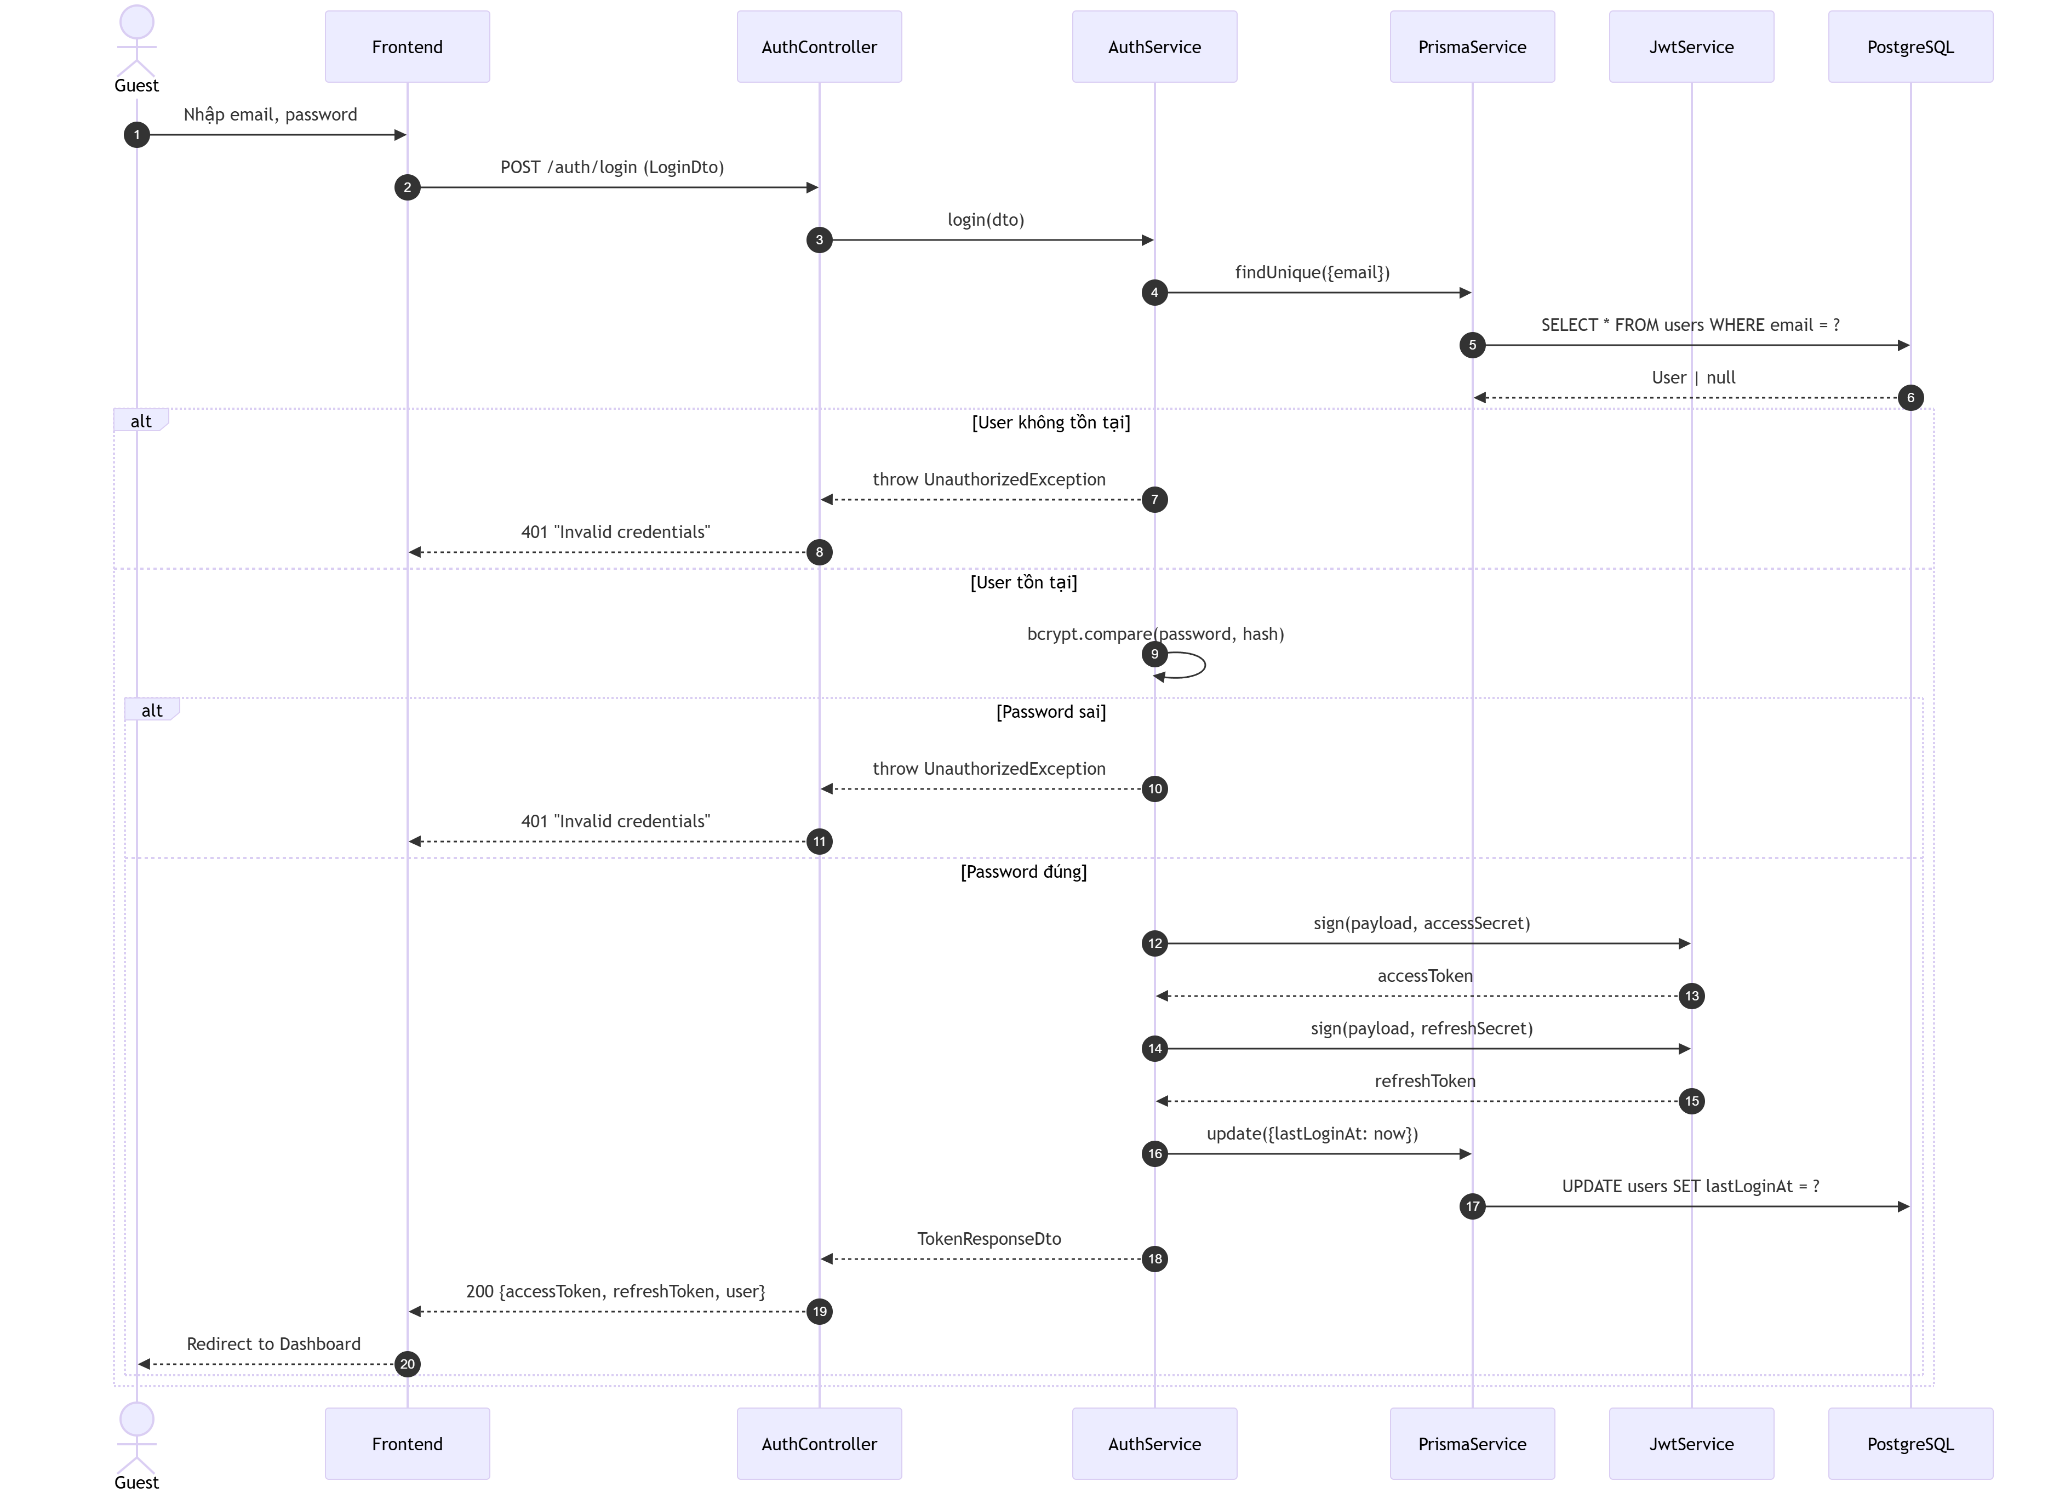 Guest
Frontend
AuthController
AuthService
PrismaService
JwtService
PostgreSQL
Nhập email, password
1
POST /auth/login (LoginDto)
2
login(dto)
3
findUnique({email})
4
SELECT * FROM users WHERE email = ?
5
User | null
6
alt
[User không tồn tại]
throw UnauthorizedException
7
401 "Invalid credentials"
8
[User tồn tại]
bcrypt.compare(password, hash)
9
alt
[Password sai]
throw UnauthorizedException
10
401 "Invalid credentials"
11
[Password đúng]
sign(payload, accessSecret)
12
accessToken
13
sign(payload, refreshSecret)
14
refreshToken
15
update({lastLoginAt: now})
16
UPDATE users SET lastLoginAt = ?
17
TokenResponseDto
18
200 {accessToken, refreshToken, user}
19
Redirect to Dashboard
20
Guest
Frontend
AuthController
AuthService
PrismaService
JwtService
PostgreSQL